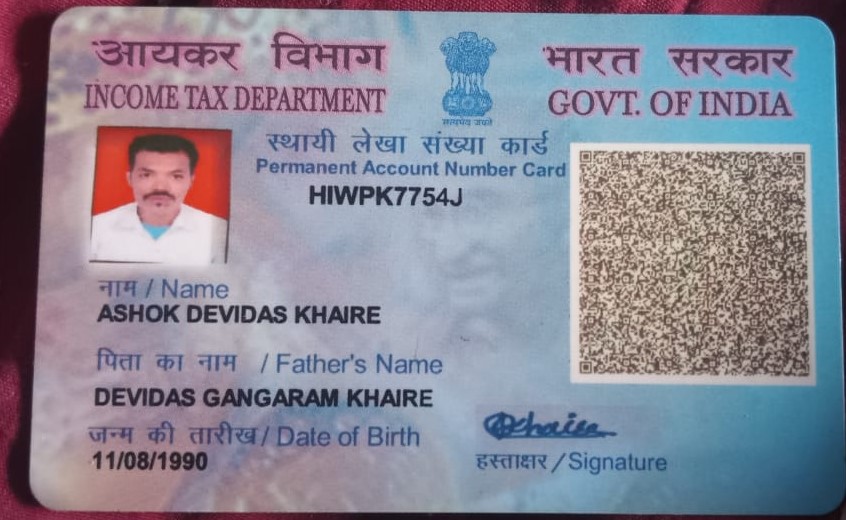 आयकर विभाग
INCOME TAX DEPARTMENT
भारत सरकार
GOVT. OF INDIA
सत्यमेव जयते
स्थायी लेखा संख्या कार्ड
Permanent Account Number Card
HIWPK7754J
नाम / Name
ASHOK DEVIDAS KHAIRE
पिता का नाम / Father's Name
DEVIDAS GANGARAM KHAIRE
जन्म की तारीख / Date of Birth
11/08/1990
हस्ताक्षर / Signature